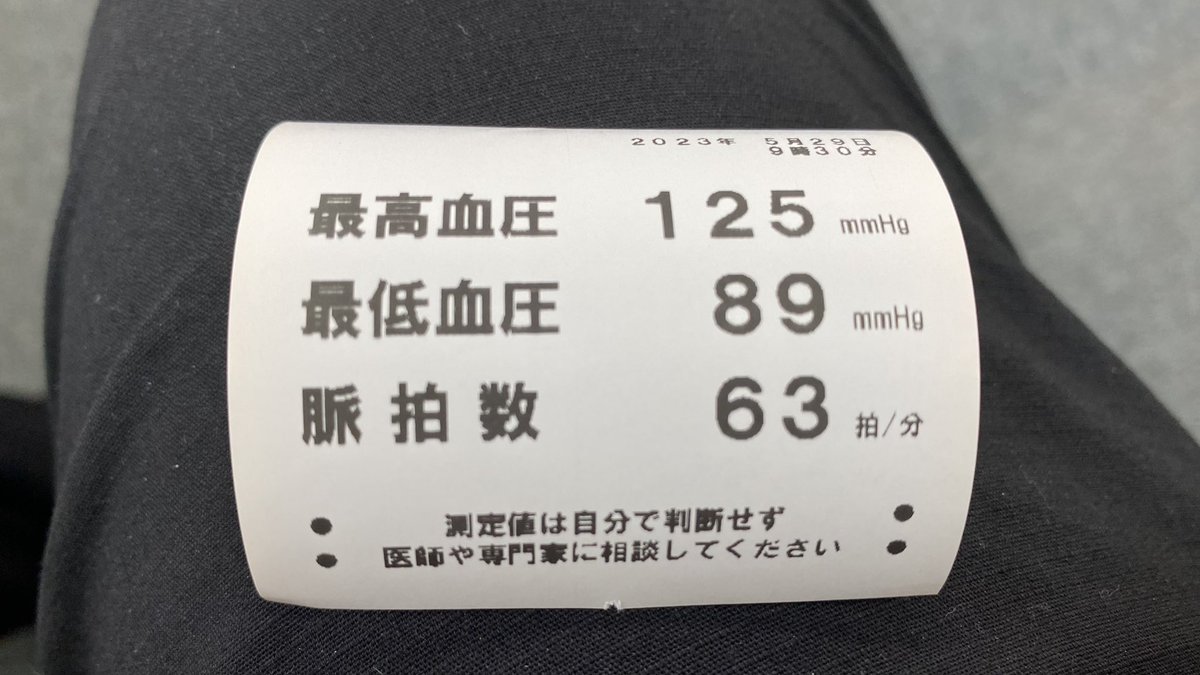 2023年 5月29日
9時30分
最高血圧 125 mmHg
最低血圧 89 mmHg
脈拍数 63 拍/分
● 測定値は自分で判断せず ●
● 医師や専門家に相談してください ●